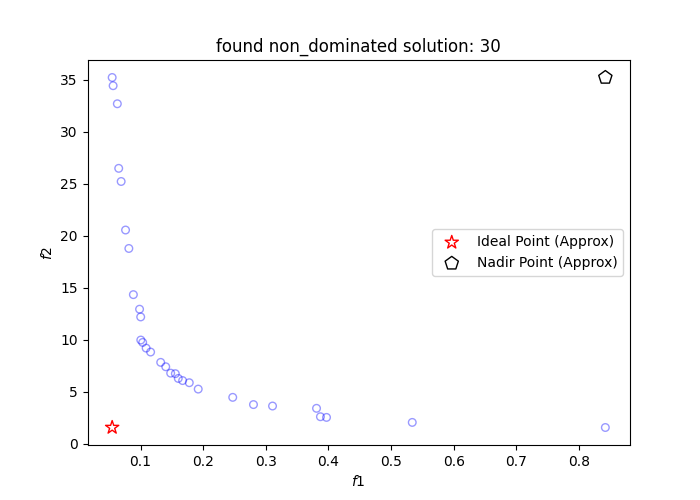 found non_dominated solution: 30
35
30
25
20
15
10
5
0
f2
Ideal Point (Approx)
Nadir Point (Approx)
0.1 0.2 0.3 0.4 0.5 0.6 0.7 0.8
f1